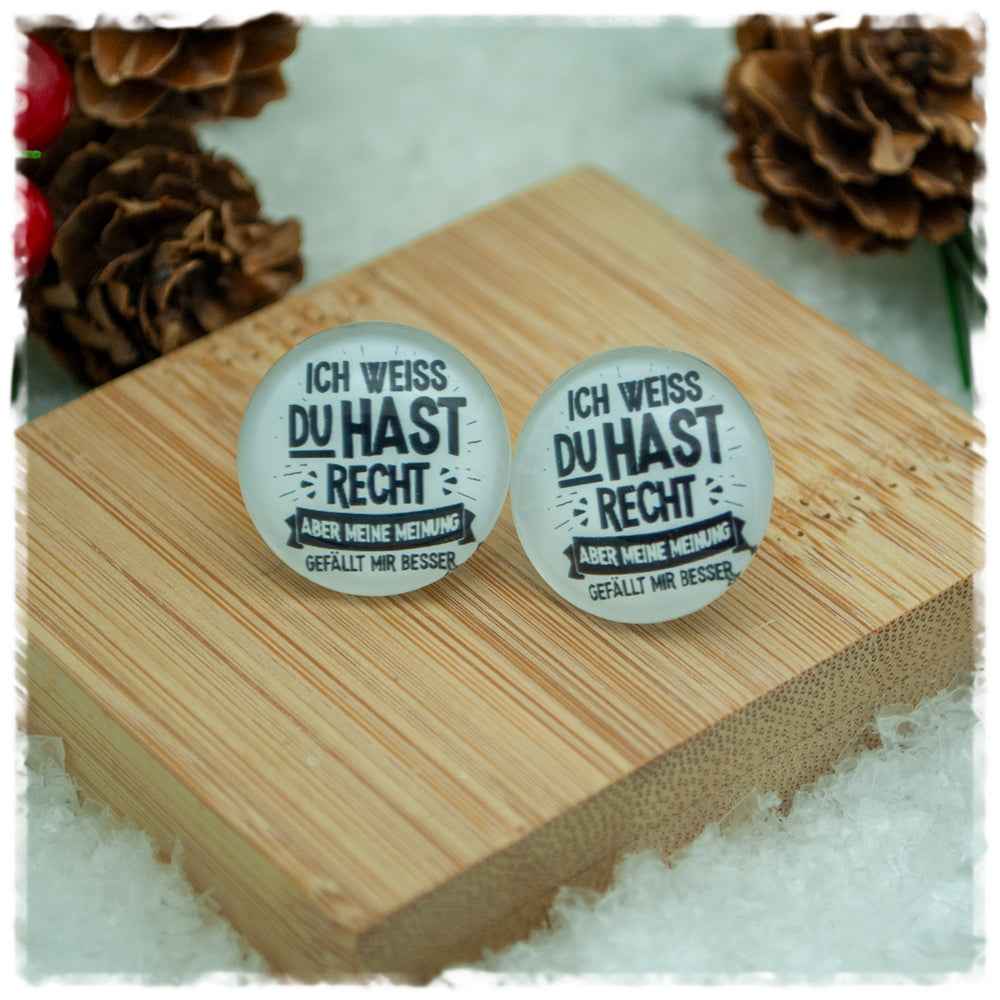 ICH WEISS
DU HAST
RECHT
ABER MEINE MEINUNG
GEFÄLLT MIR BESSER
ICH WEISS
DU HAST
RECHT
ABER MEINE MEINUNG
GEFÄLLT MIR BESSER